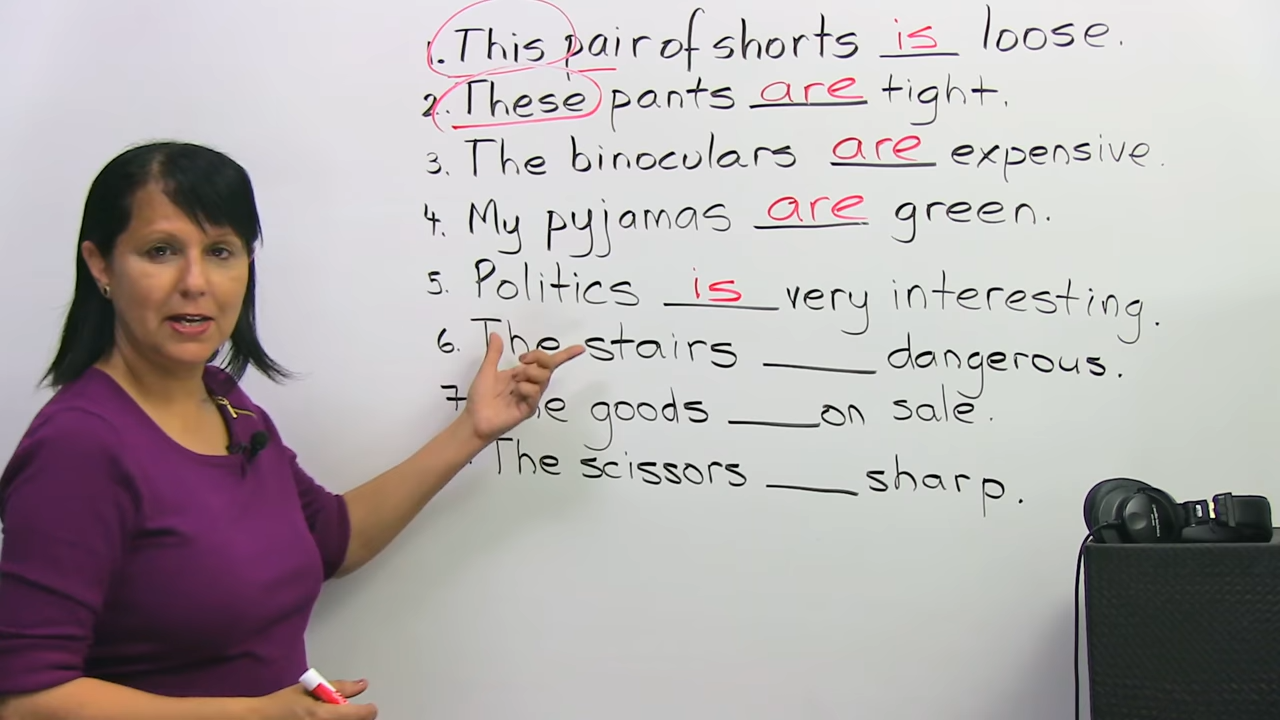 1. This pair of shorts is loose.
2. These pants are tight.
3. The binoculars are expensive.
4. My pyjamas are green.
5. Politics is very interesting.
6. The stairs ____ dangerous.
7 goods ____ on sale.
The scissors ____ sharp.